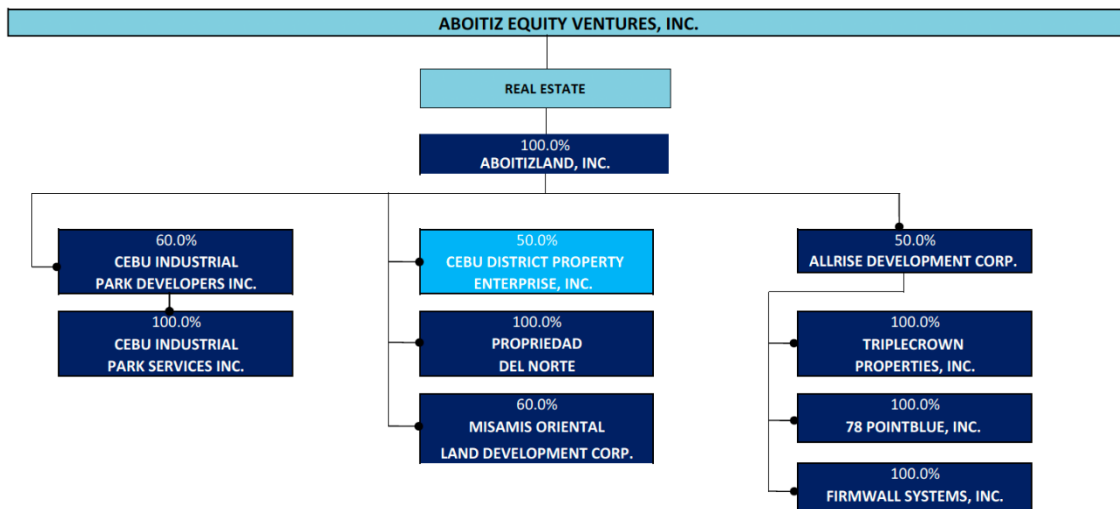 ABOITIZ EQUITY VENTURES, INC.
REAL ESTATE
100.0%
ABOITIZLAND, INC.
60.0%
CEBU INDUSTRIAL
PARK DEVELOPERS INC.
100.0%
CEBU INDUSTRIAL
PARK SERVICES INC.
50.0%
CEBU DISTRICT PROPERTY
ENTERPRISE, INC.
100.0%
PROPRIEDAD
DEL NORTE
60.0%
MISAMIS ORIENTAL
LAND DEVELOPMENT CORP.
50.0%
ALLRISE DEVELOPMENT CORP.
100.0%
TRIPLECROWN
PROPERTIES, INC.
100.0%
78 POINTBLUE, INC.
100.0%
FIRMWALL SYSTEMS, INC.